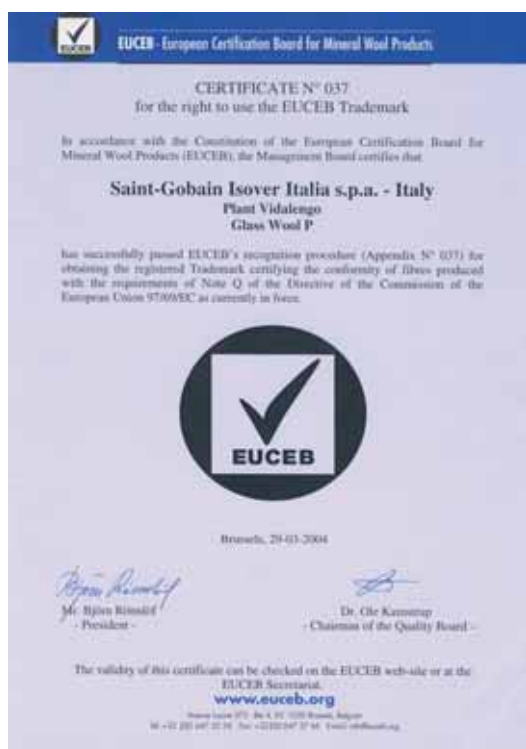 EUCEB
EUCEB - European Certification Board for Mineral Wool Products
CERTIFICATE N° 037
for the right to use the EUCEB Trademark
In accordance with the Constitution of the European Certification Board for
Mineral Wool Products (EUCEB), the Management Board certifies that
Saint-Gobain Isover Italia s.p.a. - Italy
Plant Vidalengo
Glass Wool P
has successfully passed EUCEB's recognition procedure (Appendix N° 037) for
obtaining the registered Trademark certifying the conformity of fibres produced
with the requirements of Note Q of the Directive of the Commission of the
European Union 97/69/EC as currently in force.
EUCEB
Brussels, 29-03-2004
Mr. Björn
Dr. Ole Kamstrup
- President -
- Chairman of the Quality Board -
The validity of this certificate can be checked on the EUCEB web-site or at the
EUCEB Secretariat.
www.euceb.org